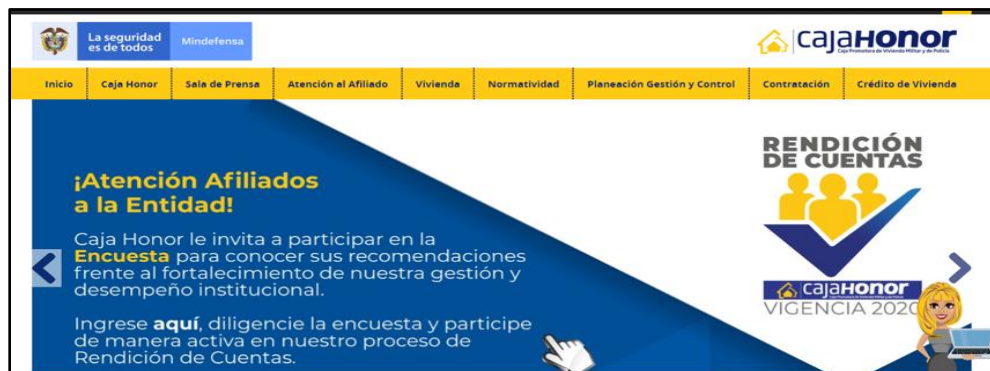 La seguridad
es de todos
Mindefensa
cajaHonor
Caja Promotora de Vivienda Militar y de Policía
Inicio
Caja Honor
Sala de Prensa
Atención al Afiliado
Vivienda
Normatividad
Planeación Gestión y Control
Contratación
Crédito de Vivienda
¡Atención Afiliados
a la Entidad!
Caja Honor le invita a participar en la
Encuesta para conocer sus recomendaciones
frente al fortalecimiento de nuestra gestión y
desempeño institucional.
Ingrese aquí, diligencie la encuesta y participe
de manera activa en nuestro proceso de
Rendición de Cuentas.
RENDICIÓN
DE CUENTAS
cajaHonor
VIGENCIA 2020